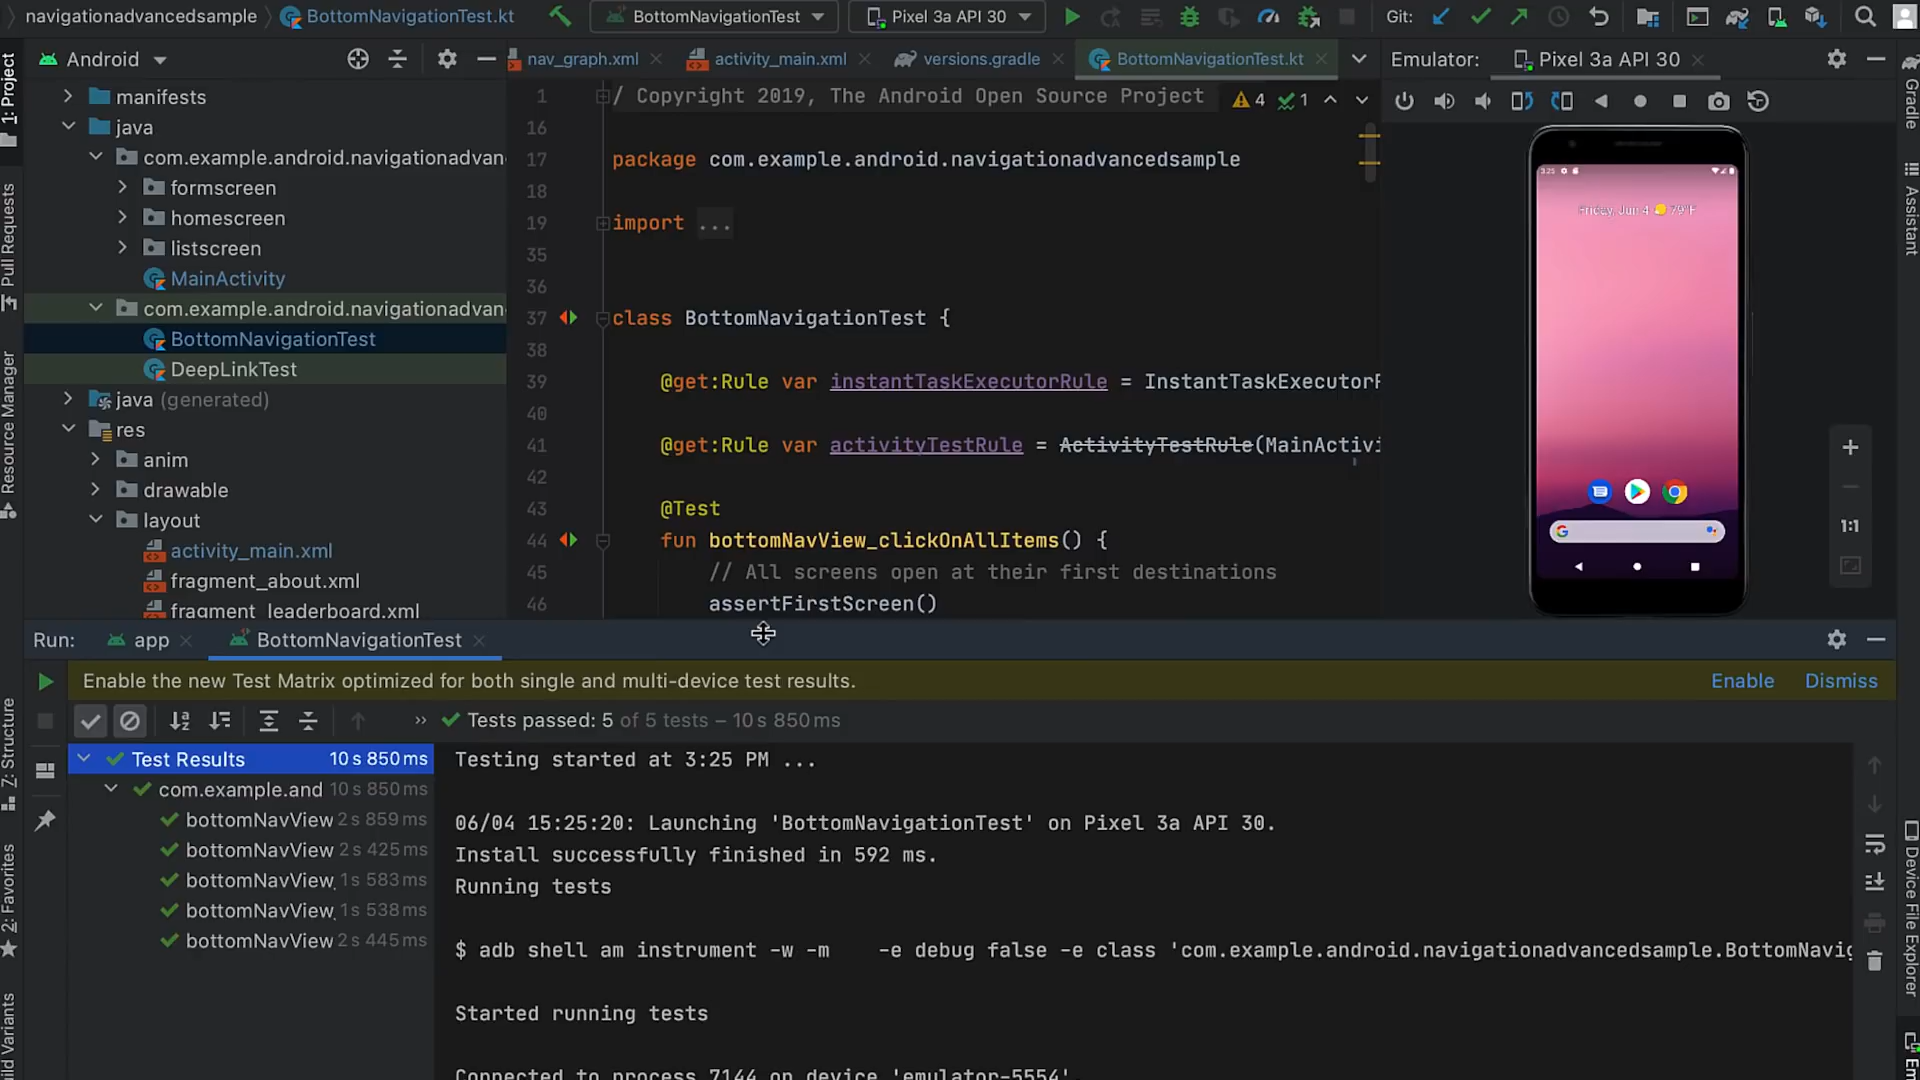 navigationadvancedsample
BottomNavigationTest.kt
BottomNavigationTest
Pixel 3a API 30
Git:
1: Project
Pull Requests
Resource Manager
7: Structure
2: Favorites
Android
manifests
java
com.example.android.navigationadvan
formscreen
homescreen
listscreen
MainActivity
com.example.android.navigationadvan
BottomNavigationTest
DeepLinkTest
java (generated)
res
anim
drawable
layout
activity_main.xml
fragment_about.xml
fragment_leaderboard.xml
nav_graph.xml
activity_main.xml
versions.gradle
BottomNavigationTest.kt
4
1
1 / Copyright 2019, The Android Open Source Project
16
17 package com.example.android.navigationadvancedsample
18
19 import ...
35
36
37 class BottomNavigationTest {
38
39 @get:Rule var instantTaskExecutorRule = InstantTaskExecutorR
40
41 @get:Rule var activityTestRule = ActivityTestRule(MainActivi
42
43 @Test
44 fun bottomNavView_clickOnAllItems() {
45 // All screens open at their first destinations
46 assertFirstScreen()
Emulator:
Pixel 3a API 30
3:25
Friday, Jun 4 79°F
1:1
Gradle
Assistant
Device File Explorer
Run:
app
BottomNavigationTest
Enable the new Test Matrix optimized for both single and multi-device test results.
Enable
Dismiss
Tests passed: 5 of 5 tests – 10 s 850 ms
Test Results 10 s 850 ms
com.example.and 10 s 850 ms
bottomNavView 2 s 859 ms
bottomNavView 2 s 425 ms
bottomNavView_ 1 s 583 ms
bottomNavView_ 1 s 538 ms
bottomNavView 2 s 445 ms
Testing started at 3:25 PM ...
06/04 15:25:20: Launching 'BottomNavigationTest' on Pixel 3a API 30.
Install successfully finished in 592 ms.
Running tests
$ adb shell am instrument -w -m    -e debug false -e class 'com.example.android.navigationadvancedsample.BottomNavig
Started running tests
Connected to process 7144 on device 'emulator-5554'.